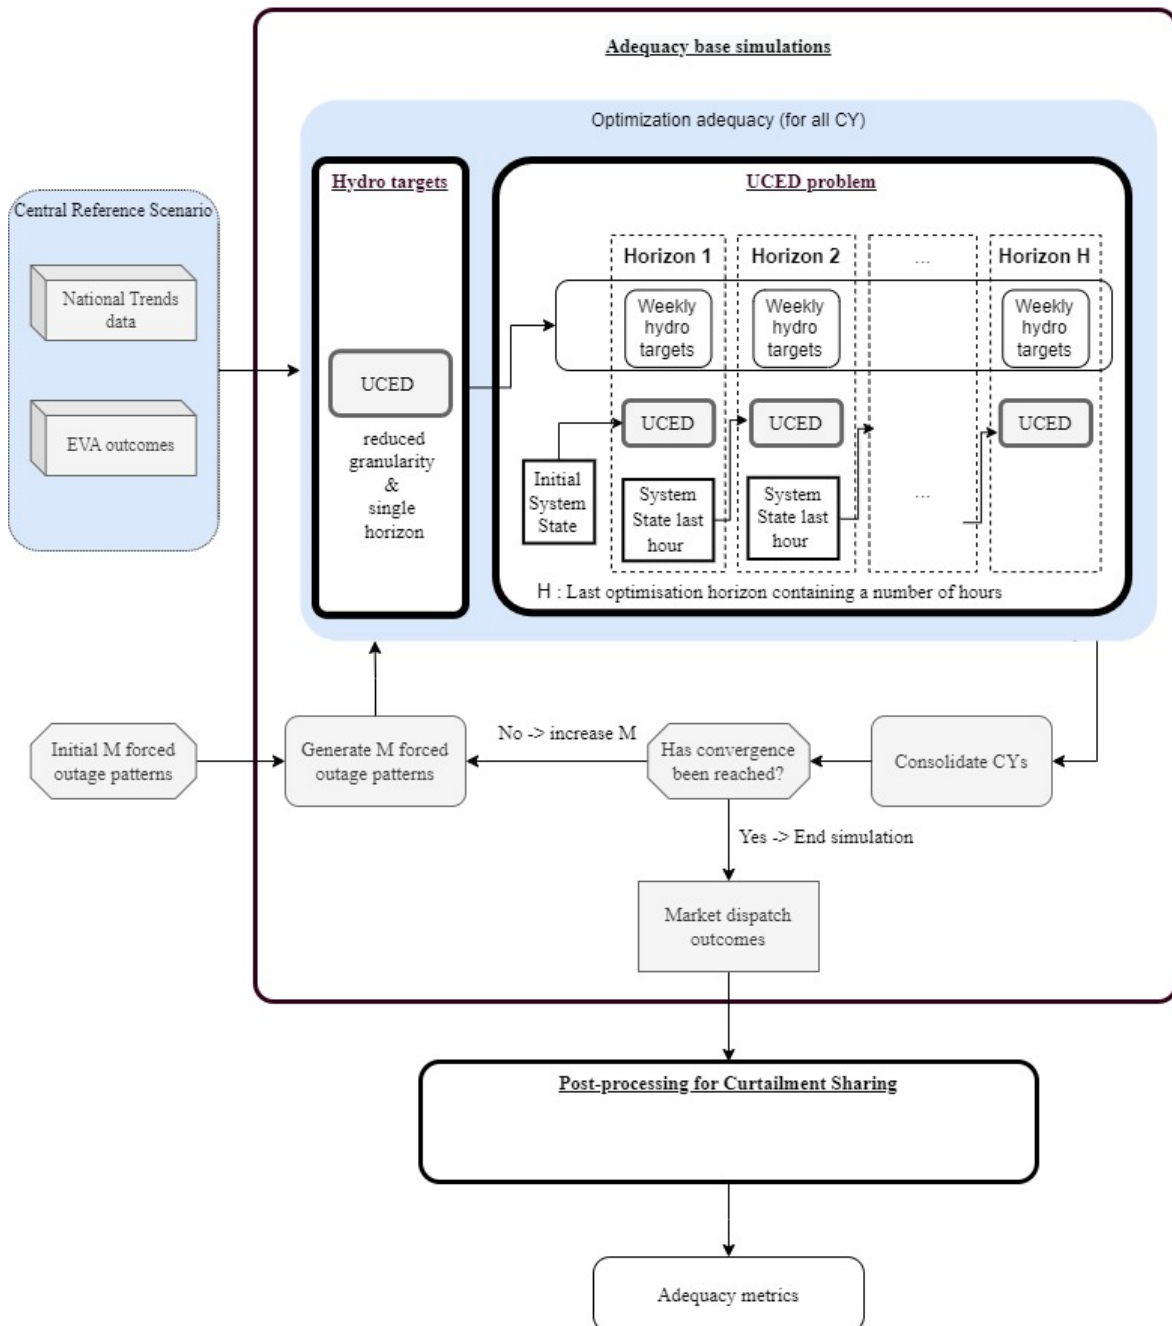 Adequacy base simulations
Optimization adequacy (for all CY)
Central Reference Scenario
National Trends
data
EVA outcomes
Hydro targets
UCED
reduced
granularity
&
single
horizon
UCED problem
Horizon 1
Horizon 2
...
Horizon H
Weekly
hydro
targets
Weekly
hydro
targets
Weekly
hydro
targets
UCED
UCED
UCED
Initial
System
State
System
State last
hour
System
State last
hour
...
H : Last optimisation horizon containing a number of hours
Initial M forced
outage patterns
Generate M forced
outage patterns
No -> increase M
Has convergence
been reached?
Consolidate CYs
Yes -> End simulation
Market dispatch
outcomes
Post-processing for Curtailment Sharing
Adequacy metrics